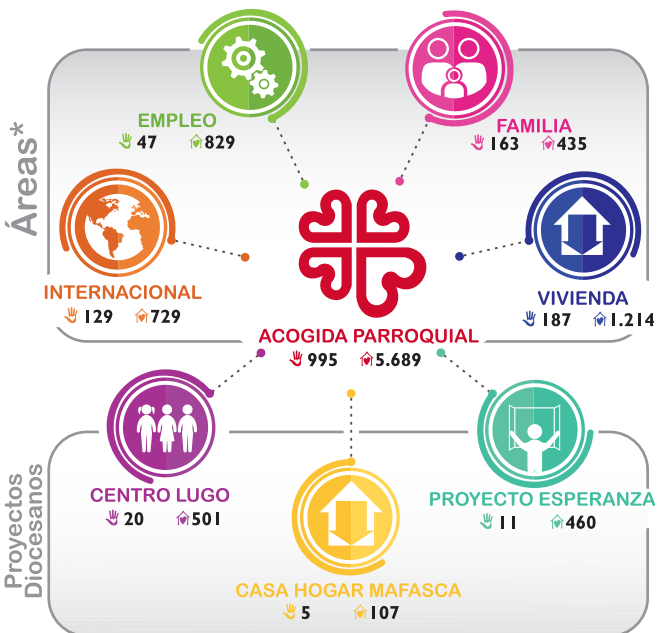 Áreas*
EMPLEO
47 829
FAMILIA
163 435
INTERNACIONAL
129 729
VIVIENDA
187 1.214
ACOGIDA PARROQUIAL
995 5.689
Proyectos
Diocesanos
CENTRO LUGO
20 501
PROYECTO ESPERANZA
11 460
CASA HOGAR MAFASCA
5 107